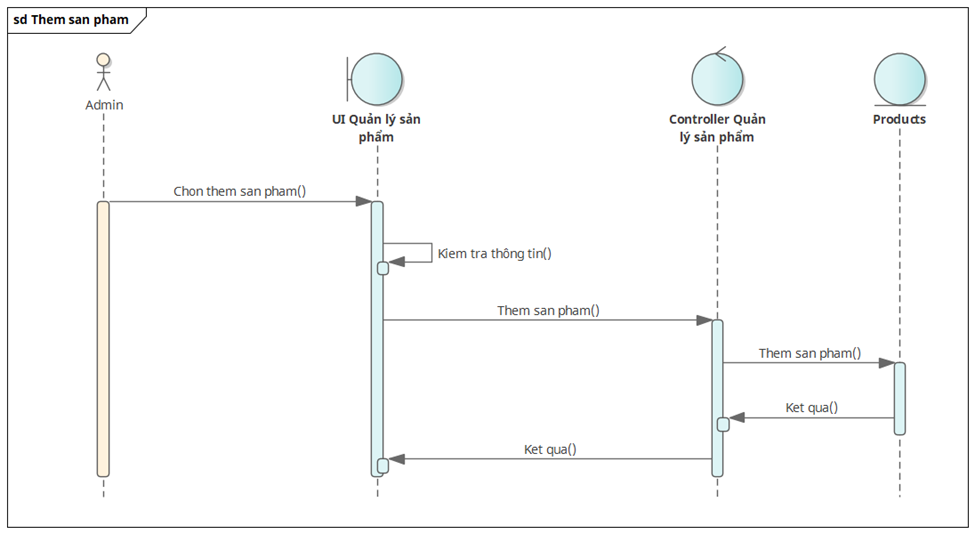 sd Them san pham
Admin
UI Quản lý sản
phẩm
Controller Quản
lý sản phẩm
Products
Chon them san pham()
Kiem tra thông tin()
Them san pham()
Them san pham()
Ket qua()
Ket qua()